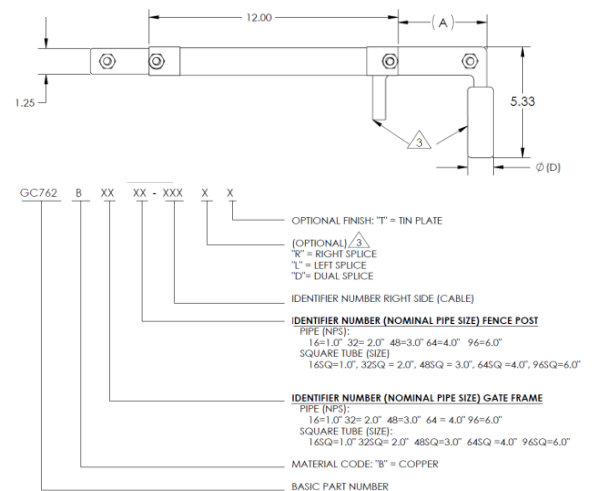 12.00
( A )
1.25
5.33
3
Ø (D)
GC762 B XX XX - XXX X X
OPTIONAL FINISH: "T" = TIN PLATE
(OPTIONAL) 3
"R" = RIGHT SPLICE
"L" = LEFT SPLICE
"D"= DUAL SPLICE
IDENTIFIER NUMBER RIGHT SIDE (CABLE)
IDENTIFIER NUMBER (NOMINAL PIPE SIZE) FENCE POST
PIPE (NPS):
16=1.0" 32= 2.0" 48=3.0" 64=4.0" 96=6.0"
SQUARE TUBE (SIZE)
16SQ=1.0", 32SQ = 2.0", 48SQ = 3.0", 64SQ =4.0", 96SQ=6.0"
IDENTIFIER NUMBER (NOMINAL PIPE SIZE) GATE FRAME
PIPE (NPS):
16=1.0" 32= 2.0" 48=3.0" 64 = 4.0" 96=6.0"
SQUARE TUBE (SIZE):
16SQ=1.0" 32SQ= 2.0" 48SQ=3.0" 64SQ =4.0" 96SQ=6.0"
MATERIAL CODE: "B" = COPPER
BASIC PART NUMBER